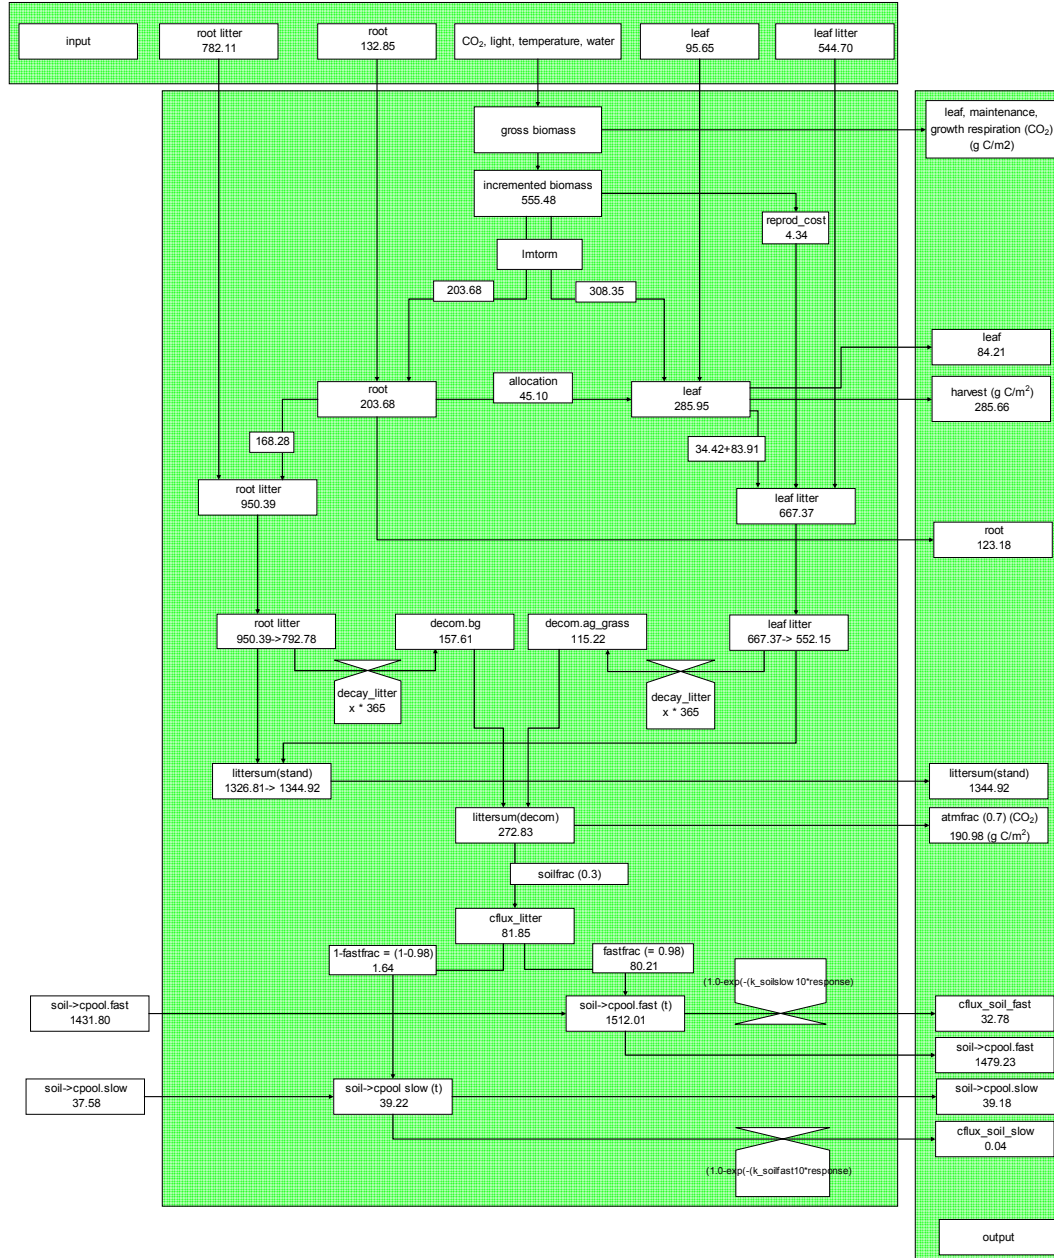 input
root litter
782.11
root
132.85
CO₂, light, temperature, water
leaf
95.65
leaf litter
544.70
gross biomass
leaf, maintenance,
growth respiration (CO₂)
(g C/m2)
incremented biomass
555.48
reprod_cost
4.34
lmtorm
203.68
308.35
leaf
84.21
root
203.68
allocation
45.10
leaf
285.95
harvest (g C/m²)
285.66
168.28
34.42+83.91
root litter
950.39
leaf litter
667.37
root
123.18
root litter
950.39->792.78
decom.bg
157.61
decom.ag_grass
115.22
leaf litter
667.37-> 552.15
decay_litter
x * 365
decay_litter
x * 365
littersum(stand)
1326.81-> 1344.92
littersum(stand)
1344.92
littersum(decom)
272.83
atmfrac (0.7) (CO₂)
190.98 (g C/m²)
soilfrac (0.3)
cflux_litter
81.85
1-fastfrac = (1-0.98)
1.64
fastfrac (= 0.98)
80.21
(1.0-exp(-(k_soilslow10*response)
soil->cpool.fast
1431.80
soil->cpool.fast (t)
1512.01
cflux_soil_fast
32.78
soil->cpool.fast
1479.23
soil->cpool.slow
37.58
soil->cpool slow (t)
39.22
soil->cpool.slow
39.18
cflux_soil_slow
0.04
(1.0-exp(-(k_soilfast10*response)
output